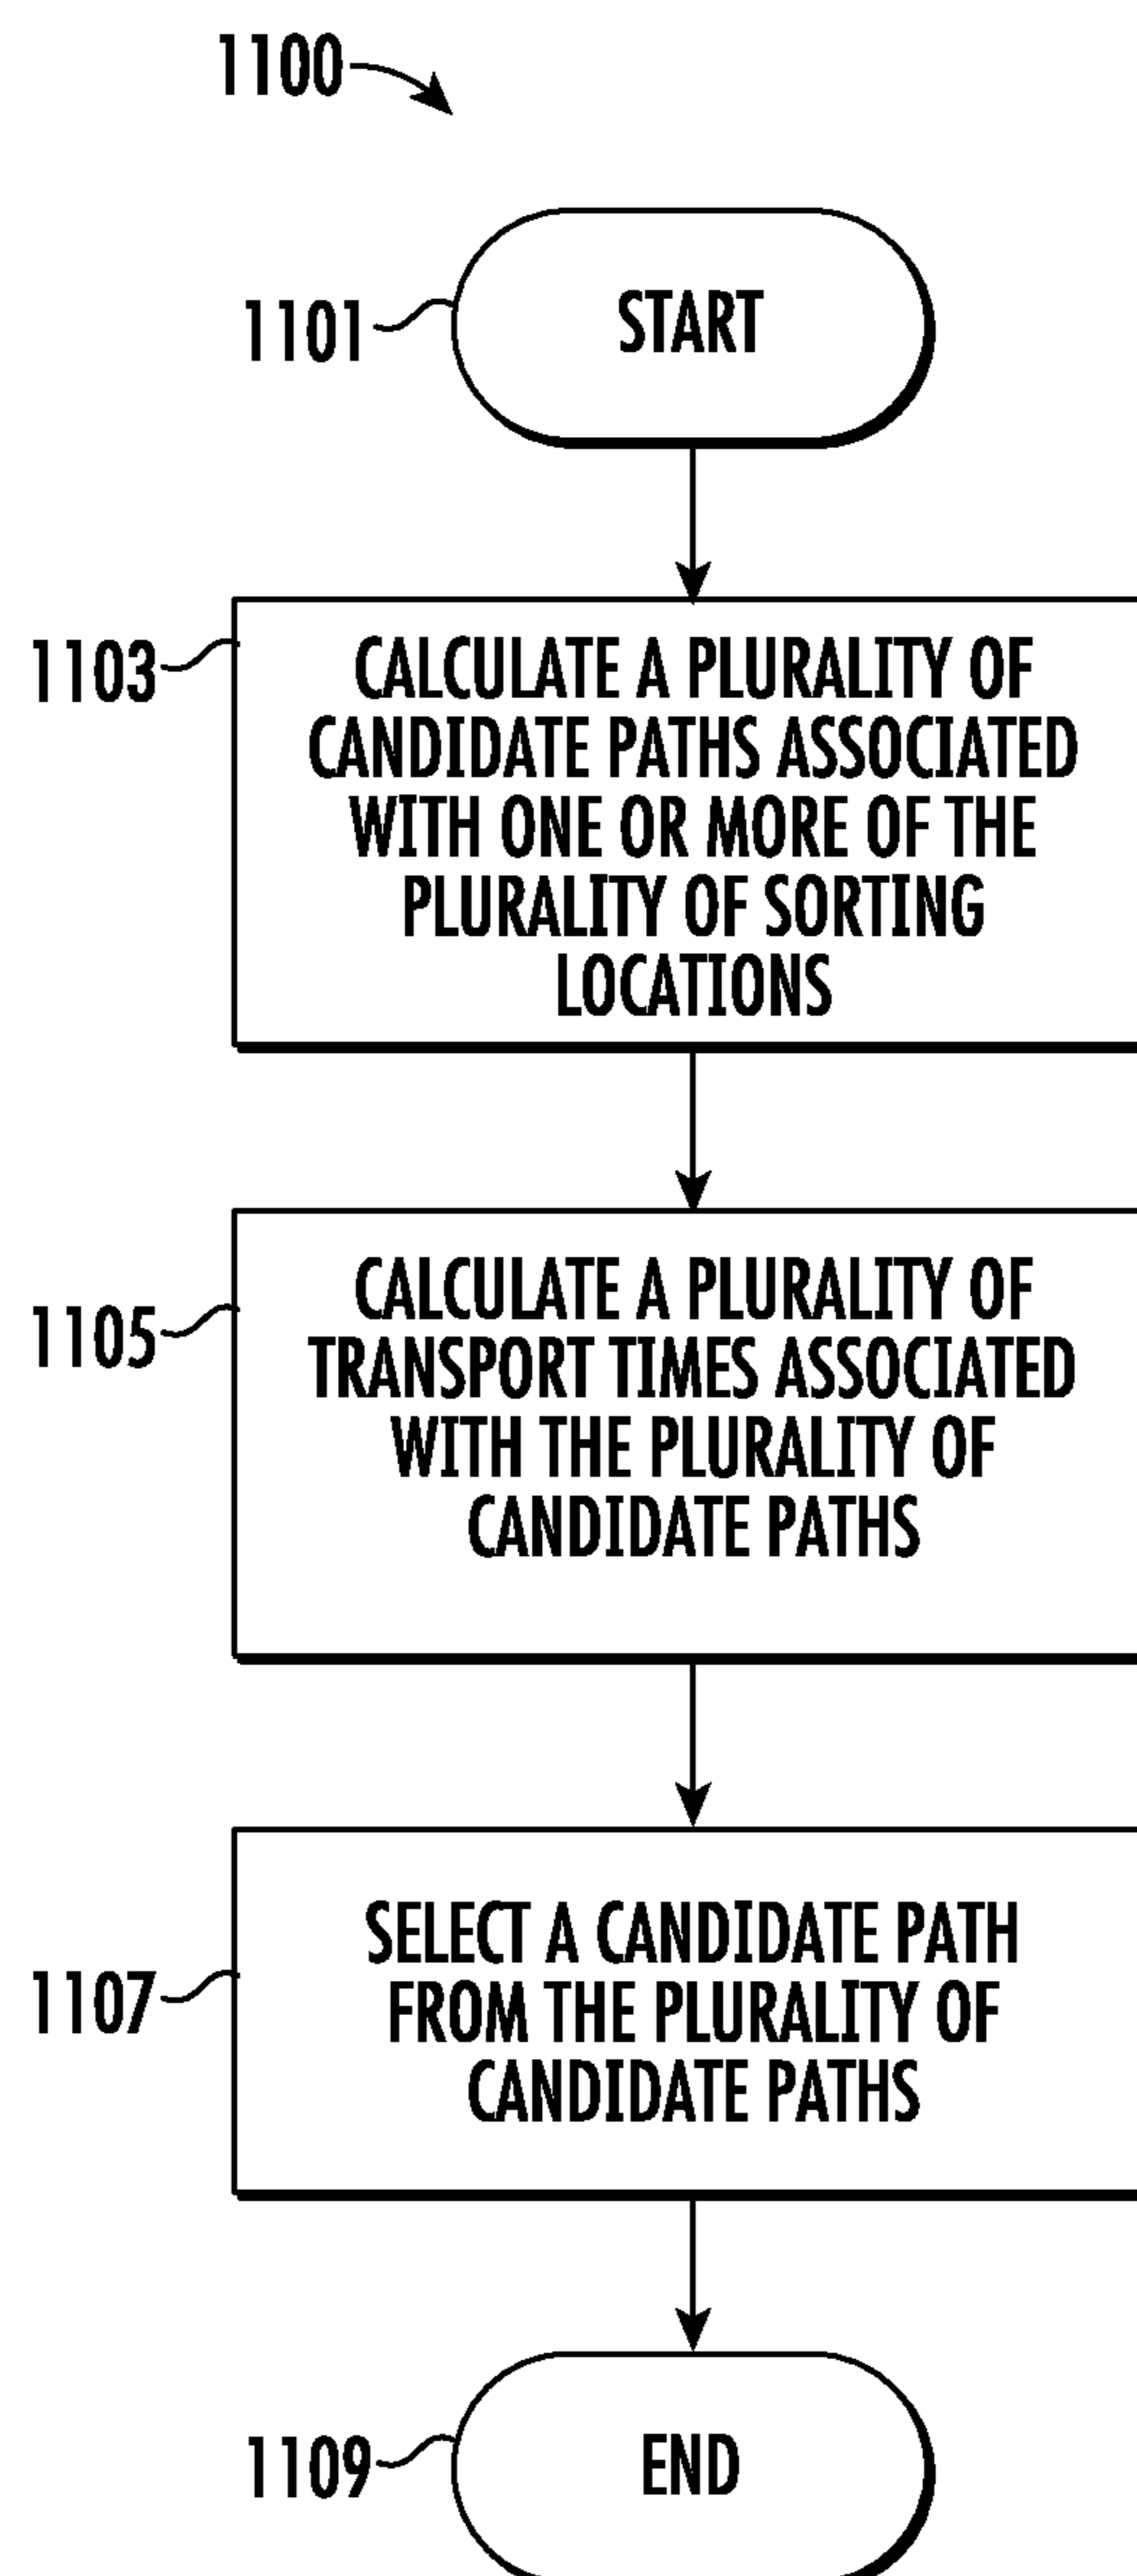 1100
1101
START
1103
CALCULATE A PLURALITY OF
CANDIDATE PATHS ASSOCIATED
WITH ONE OR MORE OF THE
PLURALITY OF SORTING
LOCATIONS
1105
CALCULATE A PLURALITY OF
TRANSPORT TIMES ASSOCIATED
WITH THE PLURALITY OF
CANDIDATE PATHS
1107
SELECT A CANDIDATE PATH
FROM THE PLURALITY OF
CANDIDATE PATHS
1109
END